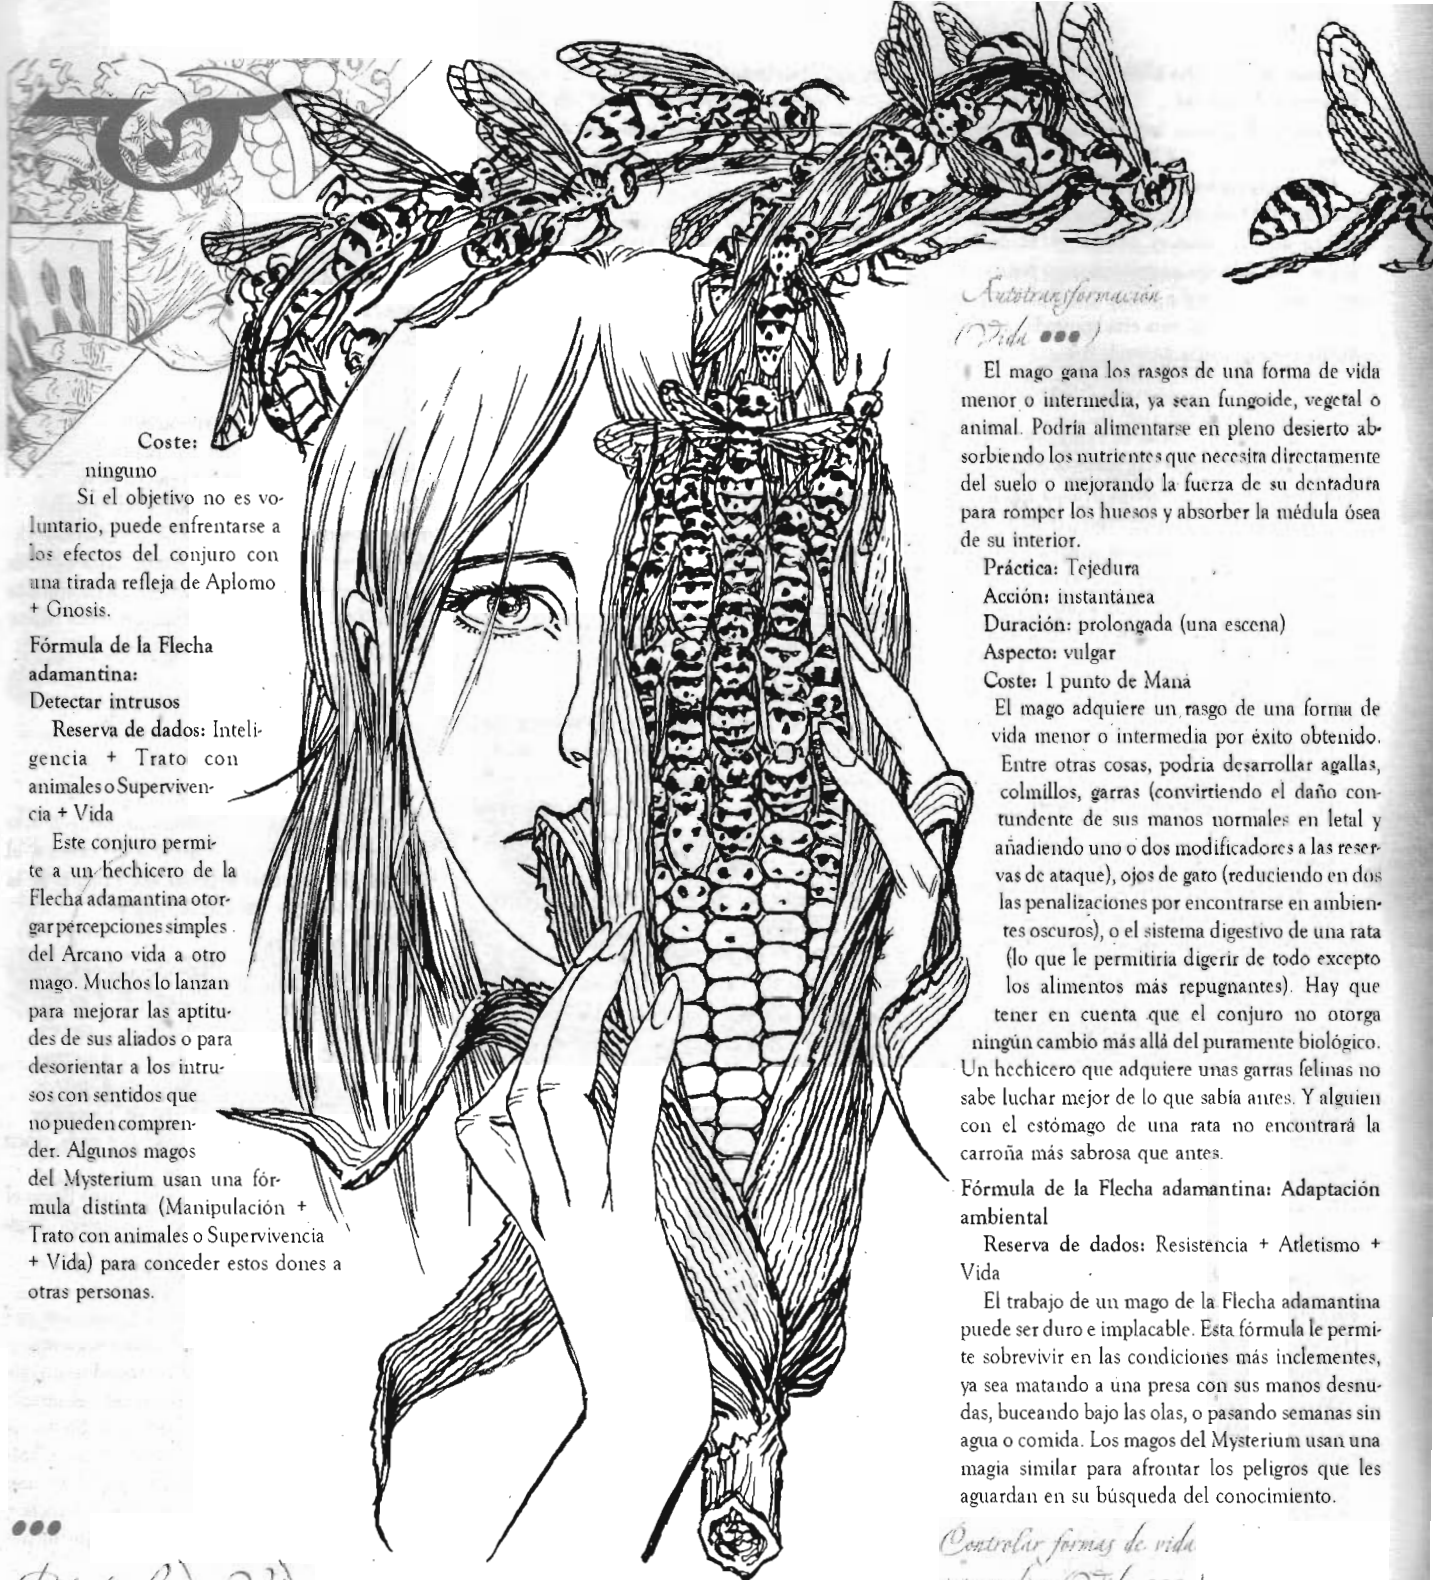 Coste:
ninguno
Si el objetivo no es vo-
luntario, puede enfrentarse a
los efectos del conjuro con
una tirada refleja de Aplomo
+ Gnosis.
Fórmula de la Flecha
adamantina:
Detectar intrusos
Reserva de dados: Inteli-
gencia + Trato con
animales o Superviven-
cia + Vida
Este conjuro permi-
te a un hechicero de la
Flecha adamantina otor-
gar percepciones simples
del Arcano vida a otro
mago. Muchos lo lanzan
para mejorar las aptitu-
des de sus aliados o para
desorientar a los intru-
sos con sentidos que
no pueden compren-
der. Algunos magos
del Mysterium usan una fór-
mula distinta (Manipulación +
Trato con animales o Supervivencia
+ Vida) para conceder estos dones a
otras personas.
●●●
Autotransformación
(Vida ●●●)
El mago gana los rasgos de una forma de vida
menor o intermedia, ya sean fungoide, vegetal o
animal. Podría alimentarse en pleno desierto ab-
sorbiendo los nutrientes que necesita directamente
del suelo o mejorando la fuerza de su dentadura
para romper los huesos y absorber la médula ósea
de su interior.
Práctica: Tejedura
Acción: instantánea
Duración: prolongada (una escena)
Aspecto: vulgar
Coste: 1 punto de Maná
El mago adquiere un rasgo de una forma de
vida menor o intermedia por éxito obtenido.
Entre otras cosas, podría desarrollar agallas,
colmillos, garras (convirtiendo el daño con-
tundente de sus manos normales en letal y
añadiendo uno o dos modificadores a las reser-
vas de ataque), ojos de gato (reduciendo en dos
las penalizaciones por encontrarse en ambien-
tes oscuros), o el sistema digestivo de una rata
(lo que le permitiría digerir de todo excepto
los alimentos más repugnantes). Hay que
tener en cuenta que el conjuro no otorga
ningún cambio más allá del puramente biológico.
Un hechicero que adquiere unas garras felinas no
sabe luchar mejor de lo que sabía antes. Y alguien
con el estómago de una rata no encontrará la
carroña más sabrosa que antes.
Fórmula de la Flecha adamantina: Adaptación
ambiental
Reserva de dados: Resistencia + Atletismo +
Vida
El trabajo de un mago de la Flecha adamantina
puede ser duro e implacable. Esta fórmula le permi-
te sobrevivir en las condiciones más inclementes,
ya sea matando a una presa con sus manos desnu-
das, buceando bajo las olas, o pasando semanas sin
agua o comida. Los magos del Mysterium usan una
magia similar para afrontar los peligros que les
aguardan en su búsqueda del conocimiento.
Controlar formas de vida